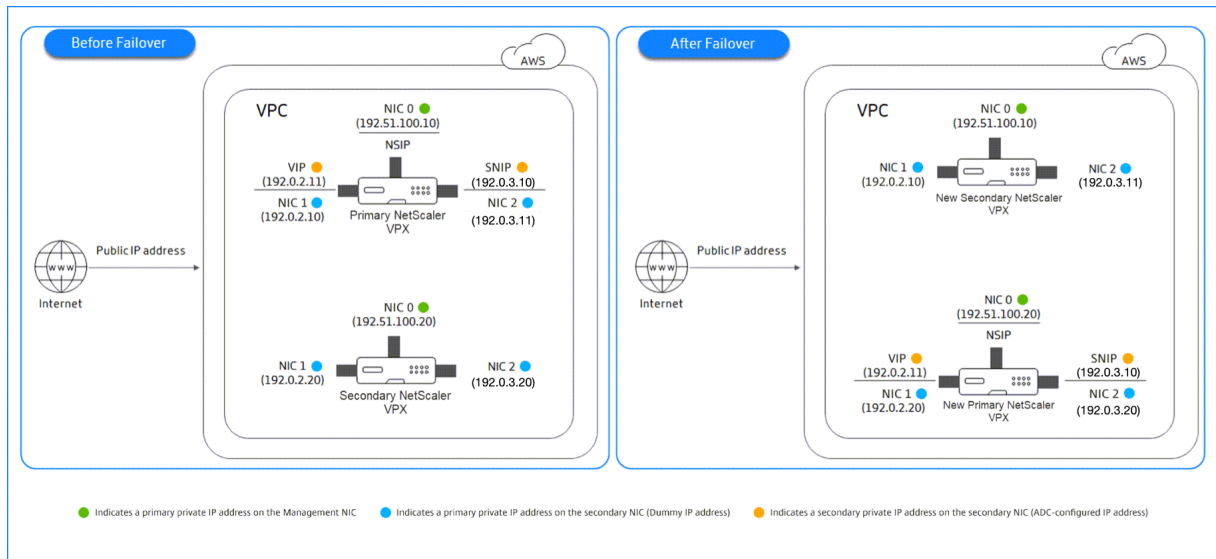 Before Failover
AWS
VPC
NIC 0
(192.51.100.10)
NSIP
VIP
(192.0.2.11)
NIC 1
(192.0.2.10)
SNIP
(192.0.3.10)
NIC 2
(192.0.3.11)
Primary NetScaler
VPX
Public IP address
www
Internet
NIC 0
(192.51.100.20)
NIC 1
(192.0.2.20)
NIC 2
(192.0.3.20)
Secondary NetScaler
VPX
After Failover
AWS
VPC
NIC 0
(192.51.100.10)
NIC 1
(192.0.2.10)
NIC 2
(192.0.3.11)
New Secondary NetScaler
VPX
Public IP address
www
Internet
NIC 0
(192.51.100.20)
NSIP
VIP
(192.0.2.11)
NIC 1
(192.0.2.20)
SNIP
(192.0.3.10)
NIC 2
(192.0.3.20)
New Primary NetScaler
VPX
Indicates a primary private IP address on the Management NIC
Indicates a primary private IP address on the secondary NIC (Dummy IP address)
Indicates a secondary private IP address on the secondary NIC (ADC-configured IP address)